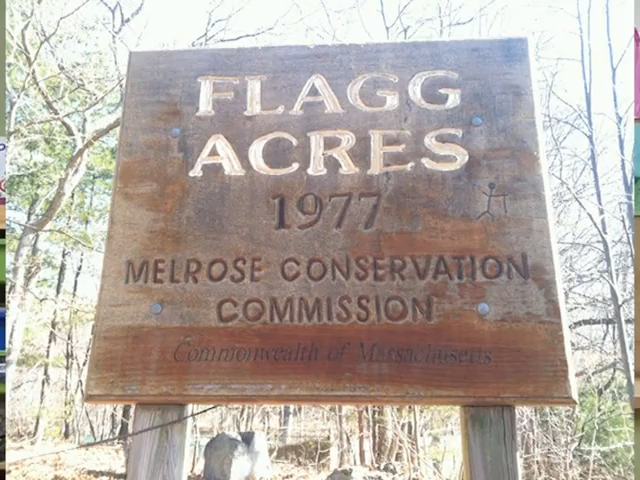 FLAGG
ACRES
1977
MELROSE CONSERVATION
COMMISSION
Commonwealth of Massachusetts